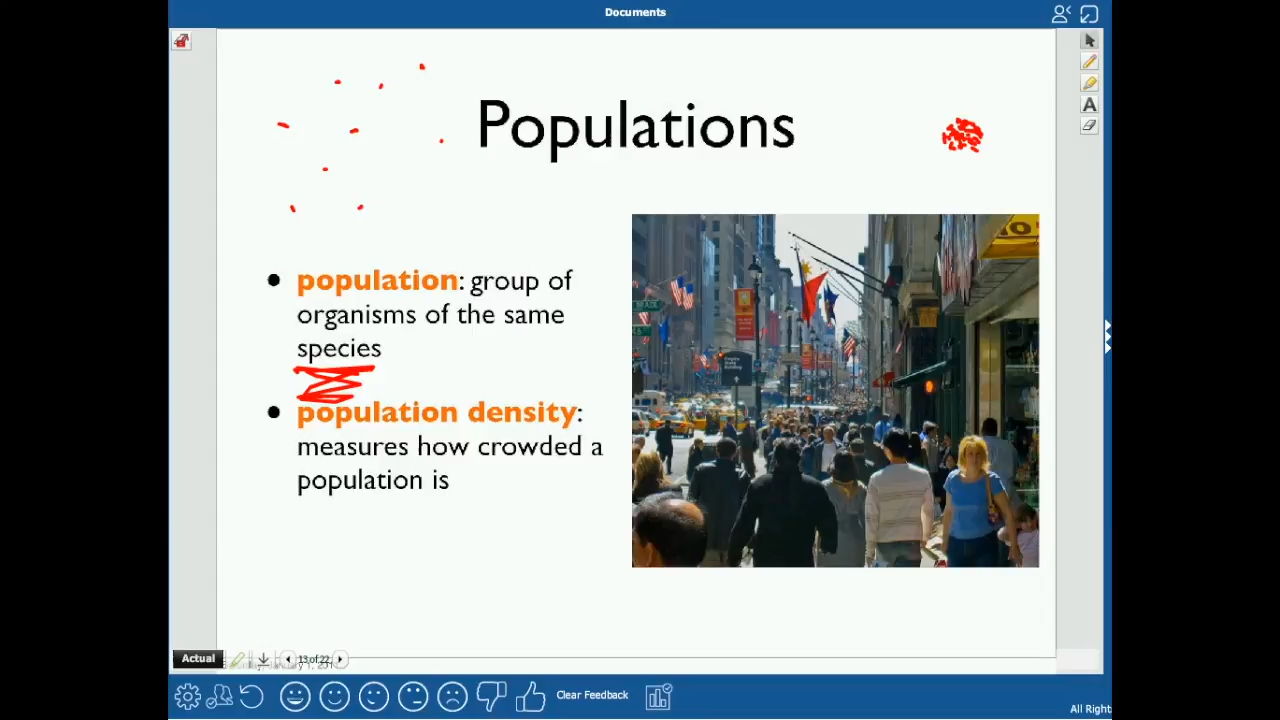 Documents
Populations
● population: group of
organisms of the same
species
● population density:
measures how crowded a
population is
A
Actual
13 of 22
Clear Feedback
All Right